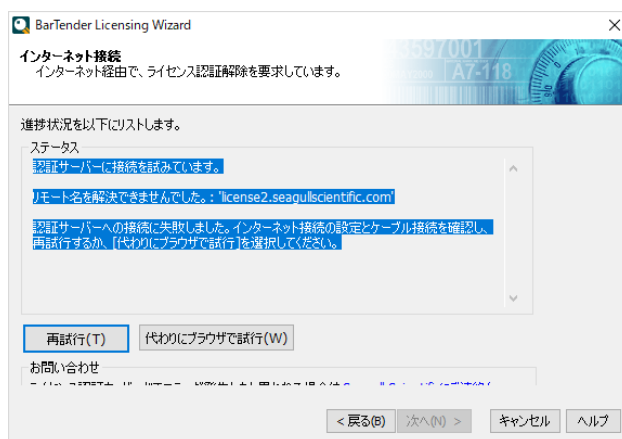 BarTender Licensing Wizard
インターネット接続
インターネット経由で、ライセンス認証解除を要求しています。
3597001
A7-118
進捗状況を以下にリストします。
ステータス
認証サーバーに接続を試みています。
リモート名を解決できませんでした。: 'license2.seagullscientific.com'
認証サーバーへの接続に失敗しました。インターネット接続の設定とケーブル接続を確認し、
再試行するか、[代わりにブラウザで試行]を選択してください。
再試行(T)
代わりにブラウザで試行(W)
お問い合わせ
< 戻る(B)
次へ(N) >
キャンセル
ヘルプ